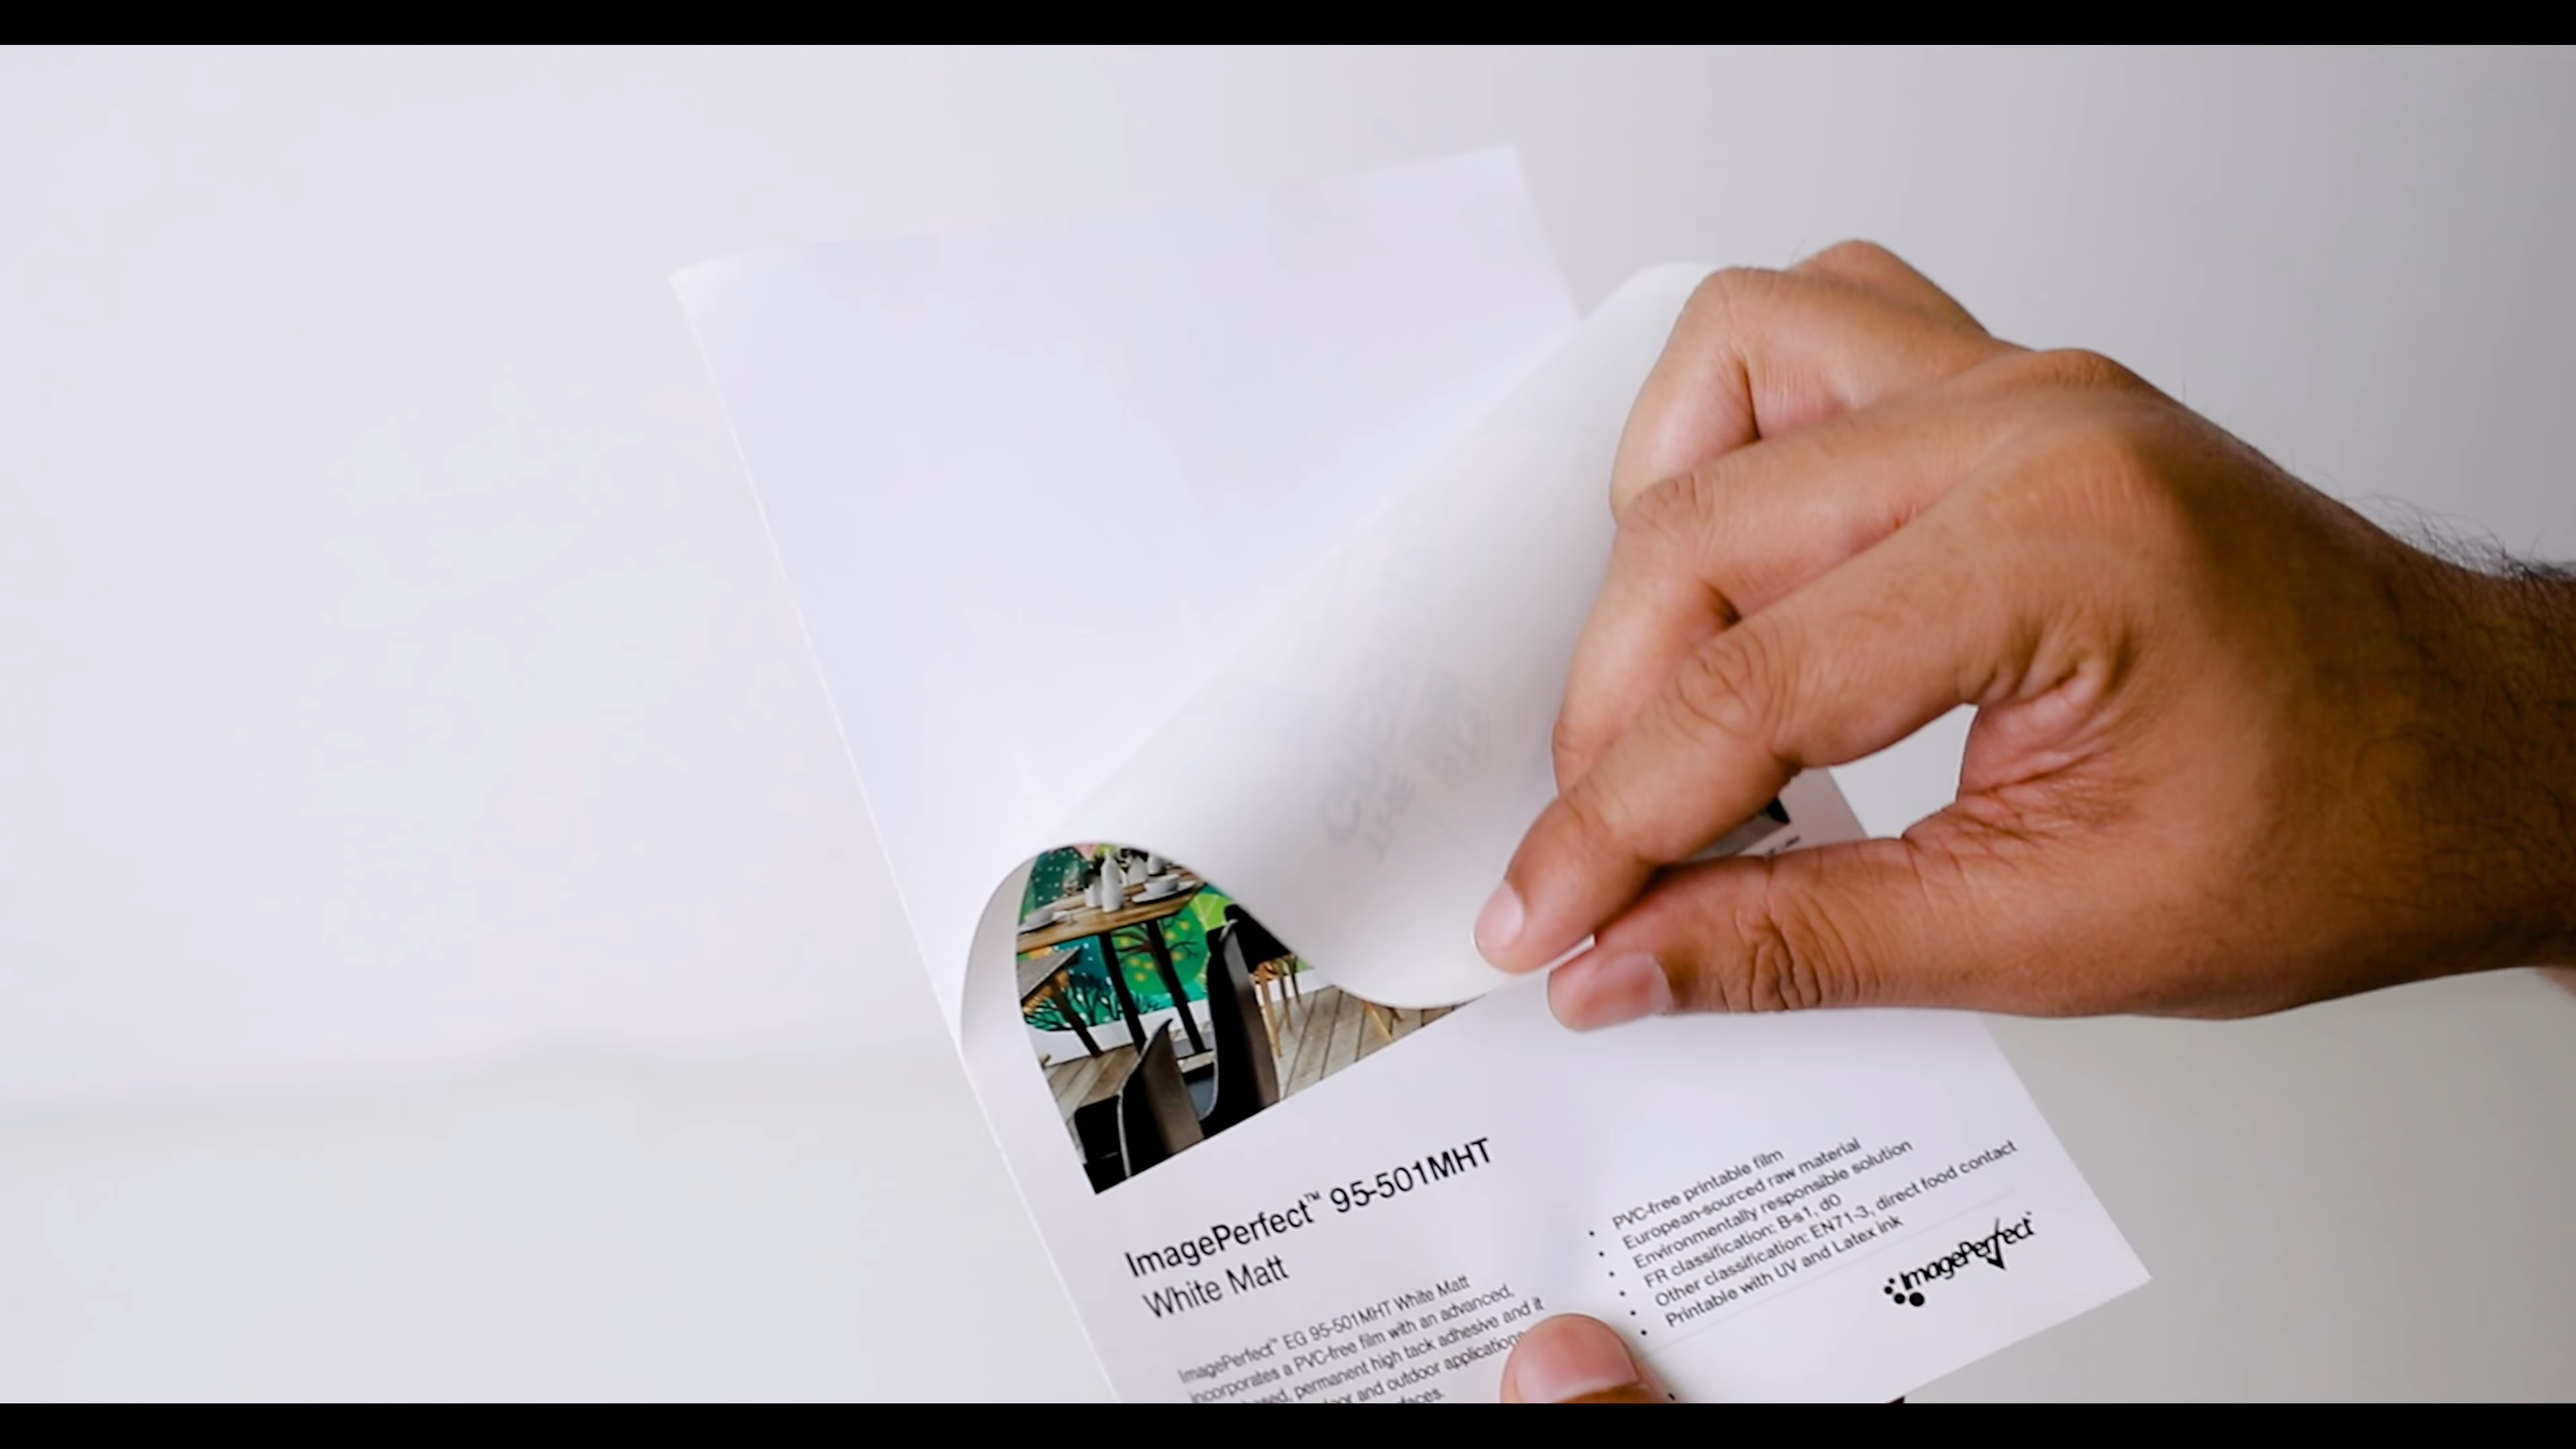 ImagePerfect™ 95-501MHT
White Matt
ImagePerfect™ EG 95-501MHT White Matt
incorporates a PVC-free film with an advanced,
permanent high tack adhesive and it
and outdoor applications
• PVC-free printable film
• European-sourced raw material
• Environmentally responsible solution
• FR classification: B-s1, d0
• Other classification: EN71-3, direct food contact
• Printable with UV and Latex ink
ImagePerfect™